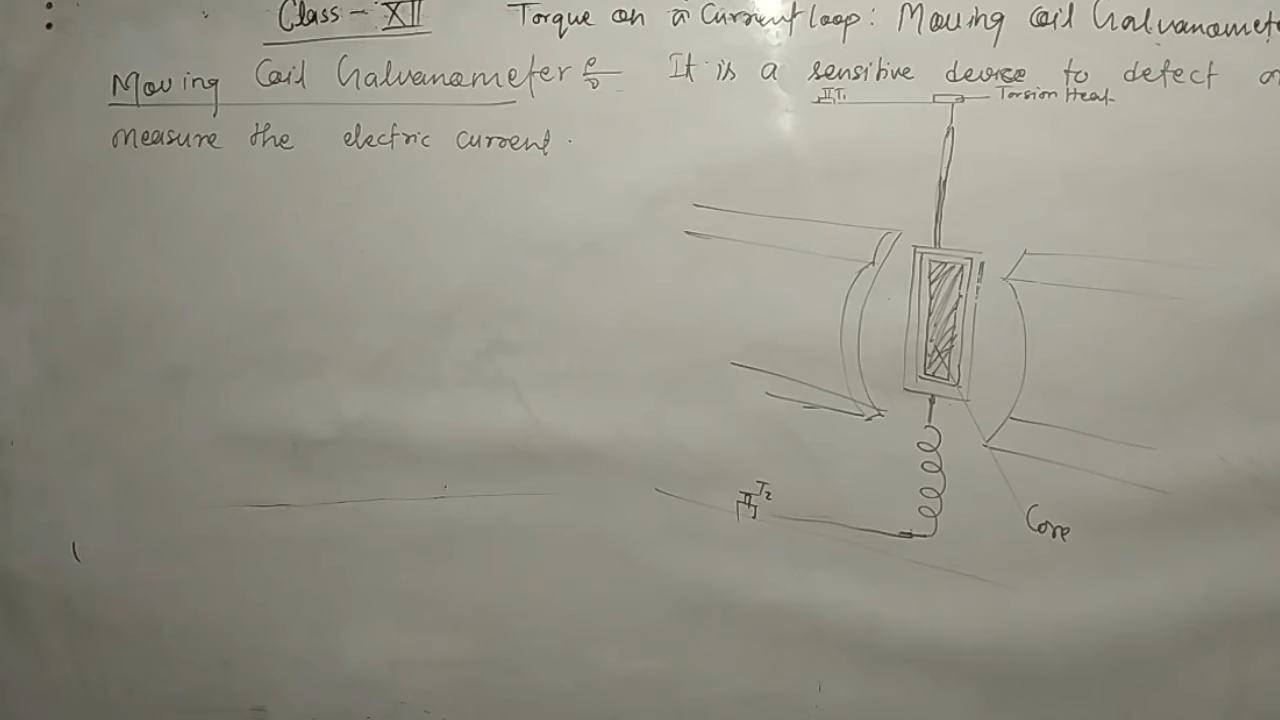 Class - XII Torque on a Current loop: Moving Coil Galvanomete
Moving Coil Galvanometer :- It is a sensitive device to detect or
T1 Torsion Head
measure the electric current.
T2
Core